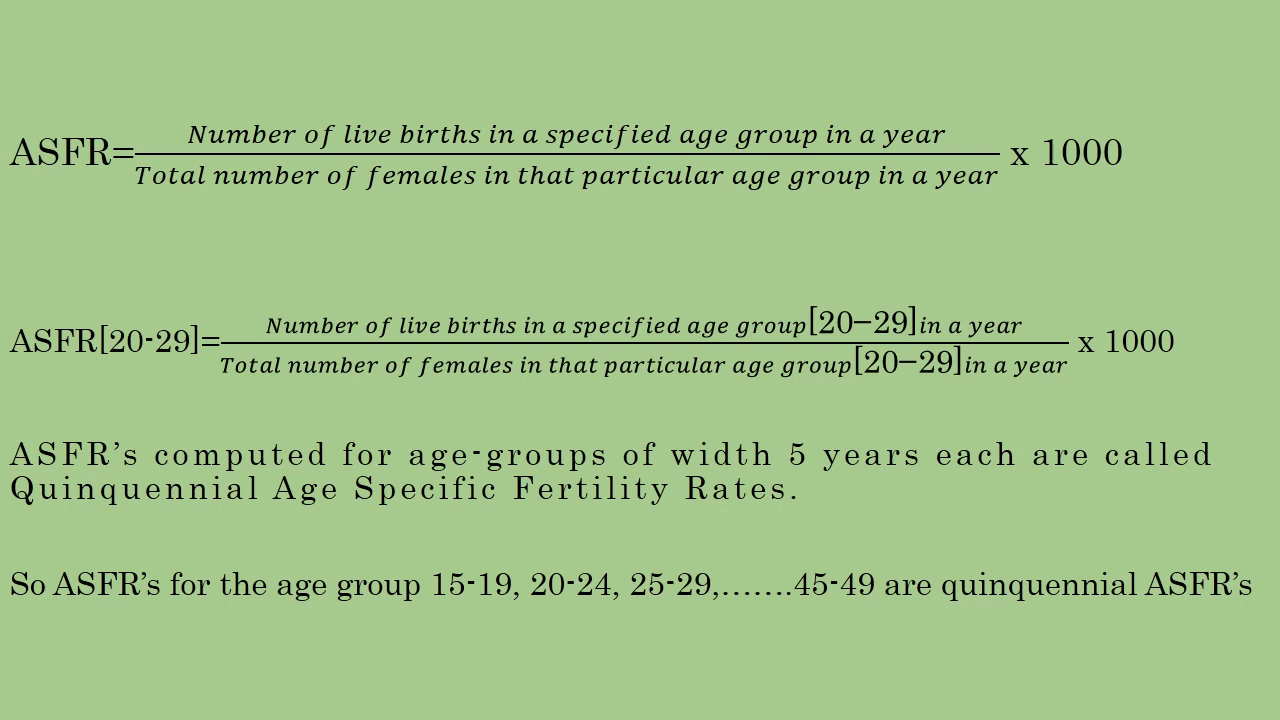 ASFR=Number of live births in a specified age group in a year/Total number of females in that particular age group in a year x 1000
ASFR[20-29]=Number of live births in a specified age group[20−29]in a year/Total number of females in that particular age group[20−29]in a year x 1000
ASFR's computed for age-groups of width 5 years each are called
Quinquennial Age Specific Fertility Rates.
So ASFR's for the age group 15-19, 20-24, 25-29,.......45-49 are quinquennial ASFR's